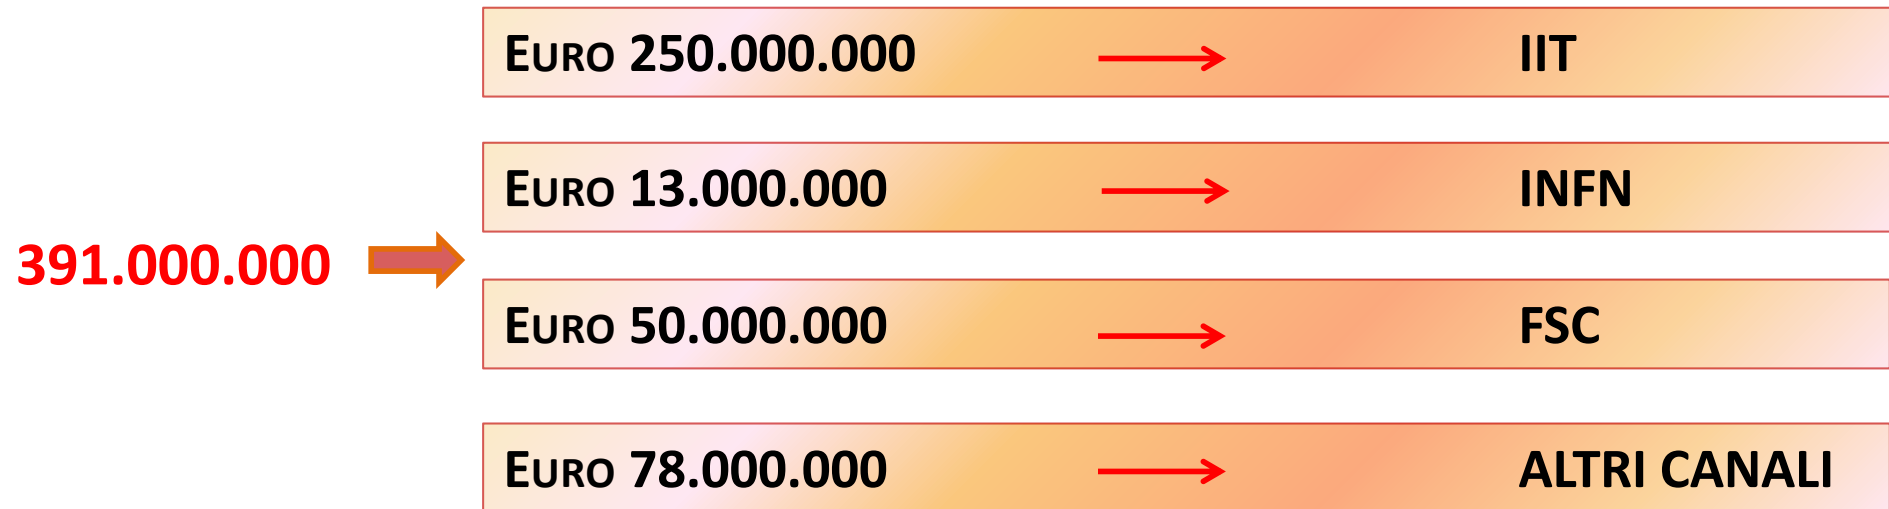 EURO 250.000.000 IIT
EURO 13.000.000 INFN
391.000.000
EURO 50.000.000 FSC
EURO 78.000.000 ALTRI CANALI